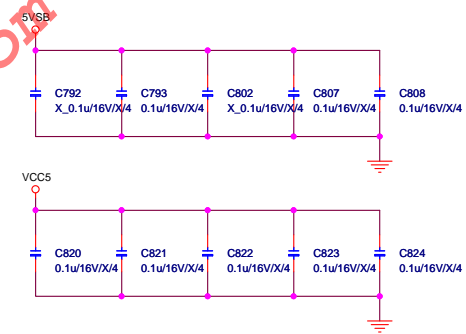 om
5VSB
C792 C793 C802 C807 C808
X_0.1u/16V/X/4 0.1u/16V/X/4 X_0.1u/16V/X/4 0.1u/16V/X/4 0.1u/16V/X/4
VCC5
C820 C821 C822 C823 C824
0.1u/16V/X/4 0.1u/16V/X/4 0.1u/16V/X/4 0.1u/16V/X/4 0.1u/16V/X/4